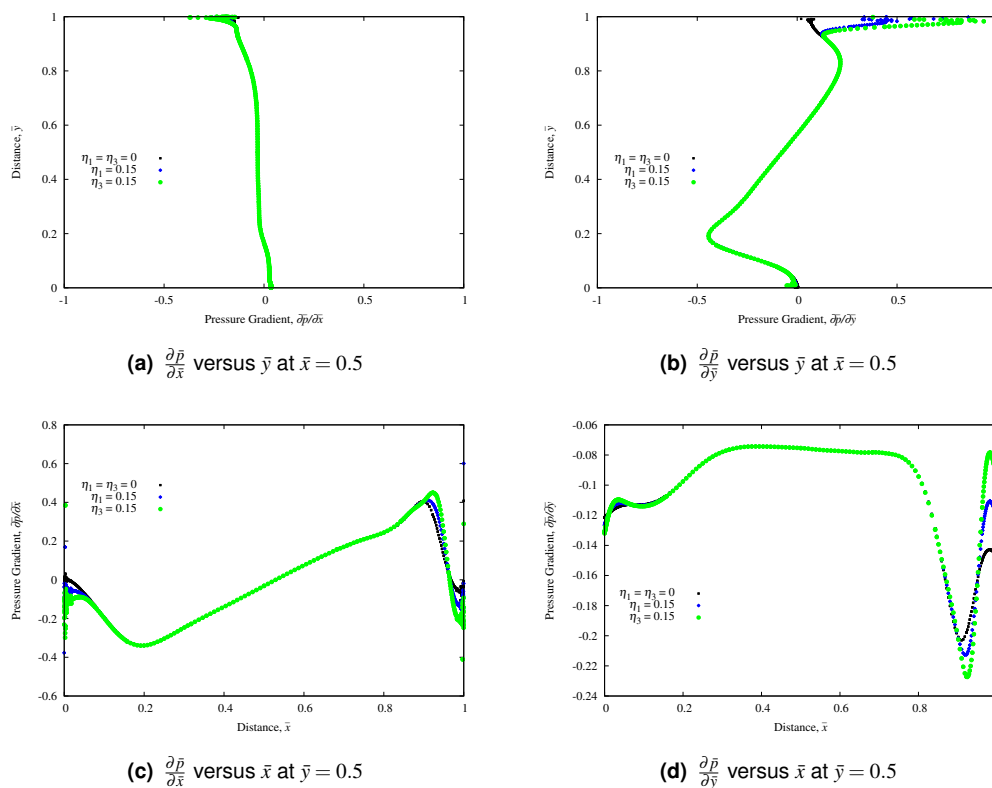 1
0.8
0.6
0.4
0.2
0
-1 -0.5 0 0.5 1
Distance, ȳ
Pressure Gradient, ∂p̄/∂x̄
η₁ = η₃ = 0
η₁ = 0.15
η₃ = 0.15
(a) ∂p̄/∂x̄ versus ȳ at x̄ = 0.5
1
0.8
0.6
0.4
0.2
0
-1 -0.5 0 0.5
Distance, ȳ
Pressure Gradient, ∂p̄/∂ȳ
η₁ = η₃ = 0
η₁ = 0.15
η₃ = 0.15
(b) ∂p̄/∂ȳ versus ȳ at x̄ = 0.5
0.8
0.6
0.4
0.2
0
-0.2
-0.4
-0.6
0 0.2 0.4 0.6 0.8 1
Pressure Gradient, ∂p̄/∂x̄
Distance, x̄
η₁ = η₃ = 0
η₁ = 0.15
η₃ = 0.15
(c) ∂p̄/∂x̄ versus x̄ at ȳ = 0.5
-0.06
-0.08
-0.1
-0.12
-0.14
-0.16
-0.18
-0.2
-0.22
-0.24
0 0.2 0.4 0.6 0.8
Pressure Gradient, ∂p̄/∂ȳ
Distance, x̄
η₁ = η₃ = 0
η₁ = 0.15
η₃ = 0.15
(d) ∂p̄/∂ȳ versus x̄ at ȳ = 0.5